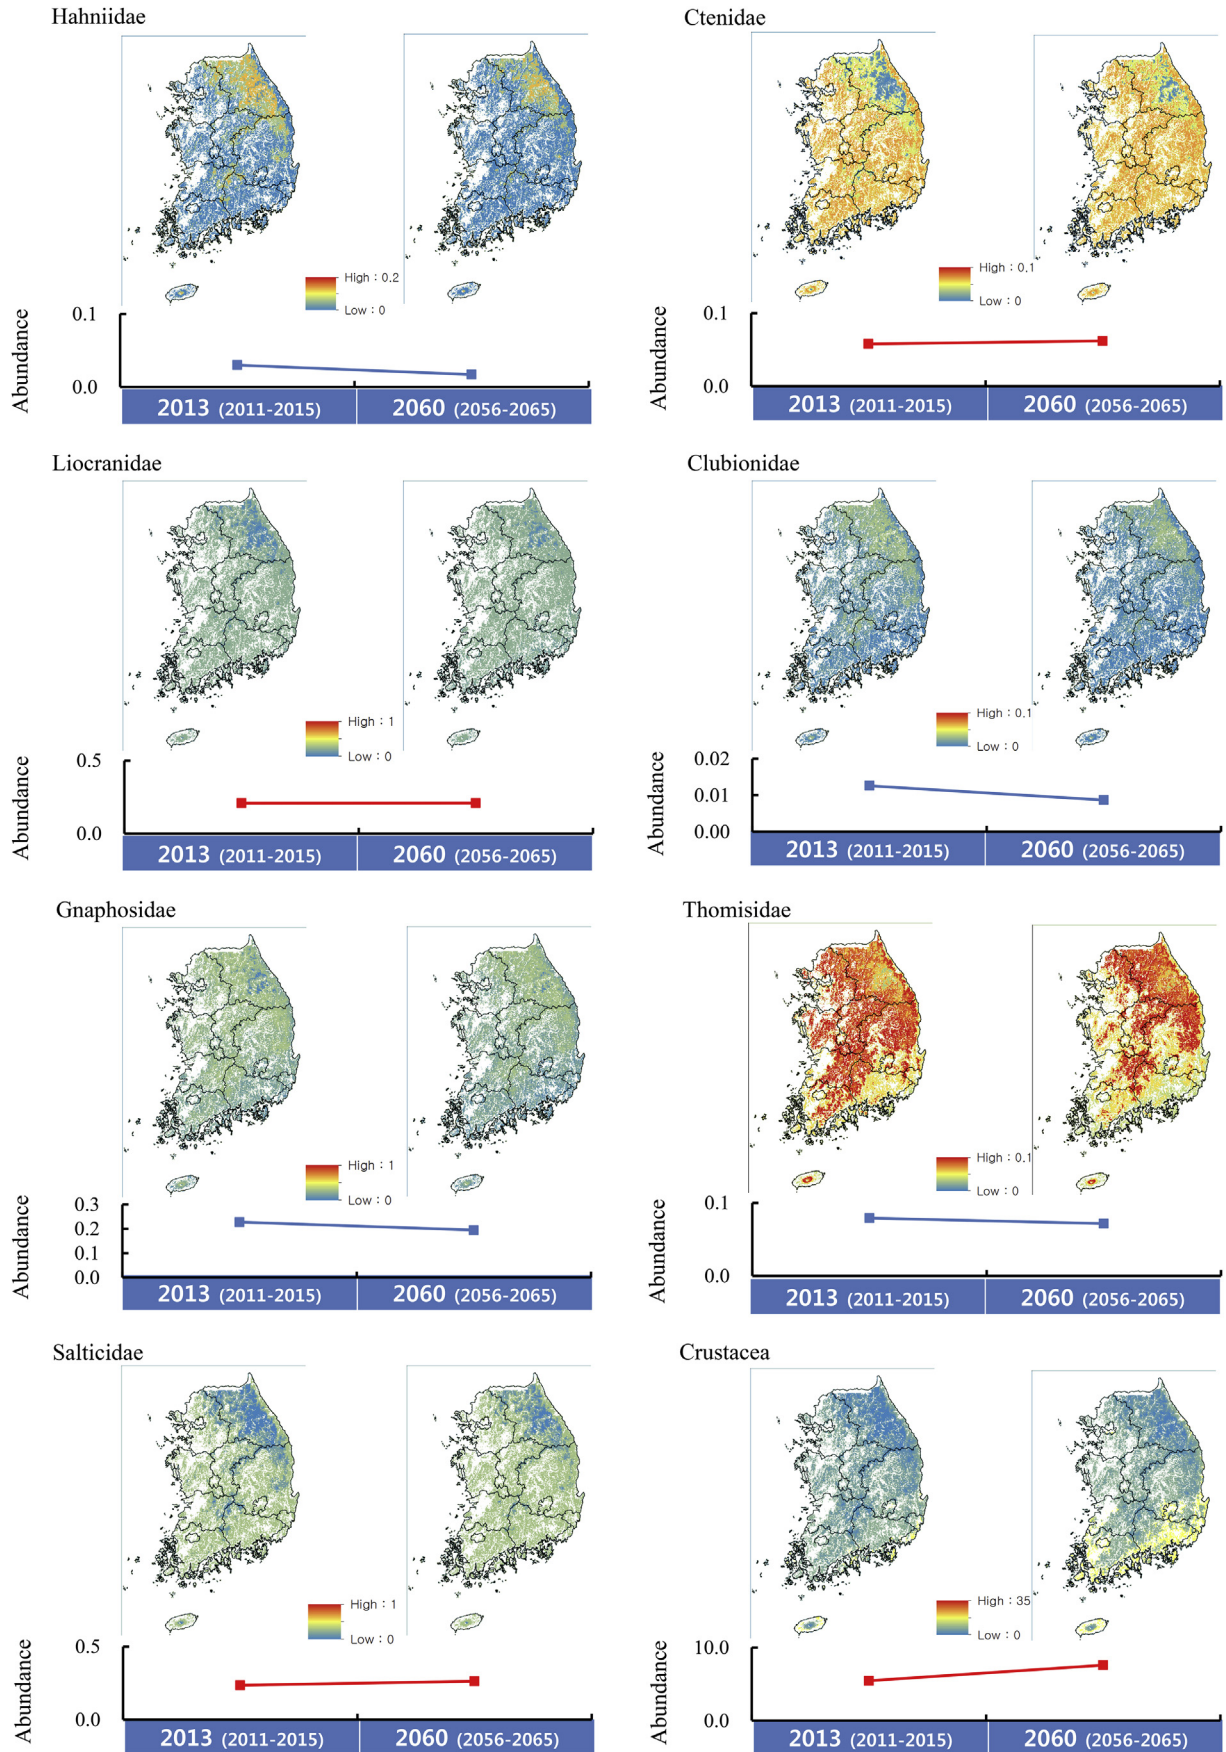 Hahniidae
High : 0.2
Low : 0
Abundance
0.1
0.0
2013 (2011-2015)
2060 (2056-2065)
Ctenidae
High : 0.1
Low : 0
Abundance
0.1
0.0
2013 (2011-2015)
2060 (2056-2065)
Liocranidae
High : 1
Low : 0
Abundance
0.5
0.0
2013 (2011-2015)
2060 (2056-2065)
Clubionidae
High : 0.1
Low : 0
Abundance
0.02
0.01
0.00
2013 (2011-2015)
2060 (2056-2065)
Gnaphosidae
High : 1
Low : 0
Abundance
0.3
0.2
0.1
0.0
2013 (2011-2015)
2060 (2056-2065)
Thomisidae
High : 0.1
Low : 0
Abundance
0.1
0.0
2013 (2011-2015)
2060 (2056-2065)
Salticidae
High : 1
Low : 0
Abundance
0.5
0.0
2013 (2011-2015)
2060 (2056-2065)
Crustacea
High : 35
Low : 0
Abundance
10.0
5.0
0.0
2013 (2011-2015)
2060 (2056-2065)